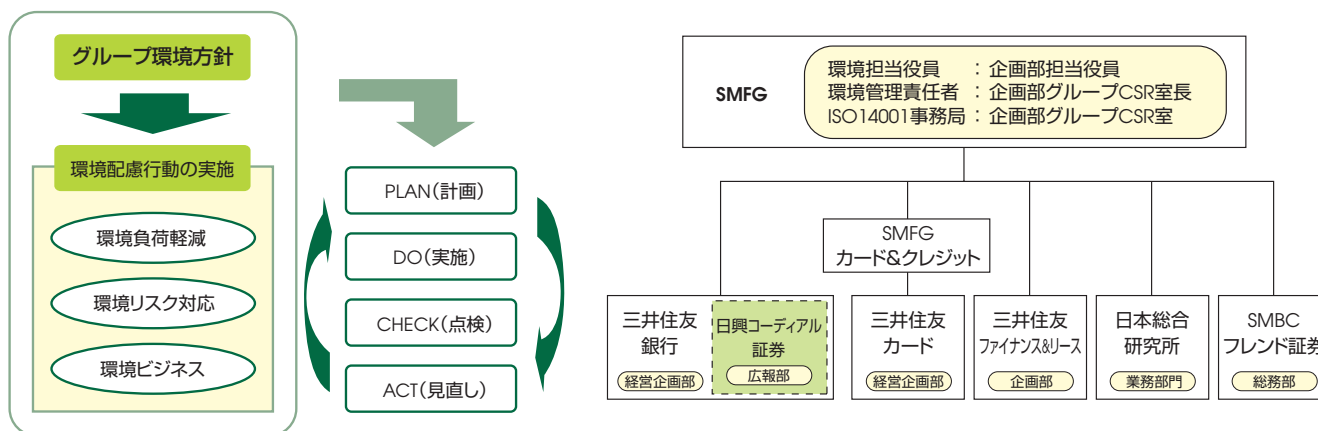 グループ環境方針
環境配慮行動の実施
環境負荷軽減
環境リスク対応
環境ビジネス
PLAN(計画)
DO(実施)
CHECK(点検)
ACT(見直し)
SMFG
環境担当役員 : 企画部担当役員
環境管理責任者 : 企画部グループCSR室長
ISO14001事務局 : 企画部グループCSR室
SMFG
カード&クレジット
三井住友
銀行
経営企画部
日興コーディアル
証券
広報部
三井住友
カード
経営企画部
三井住友
ファイナンス&リース
企画部
日本総合
研究所
業務部門
SMBC
フレンド証券
総務部